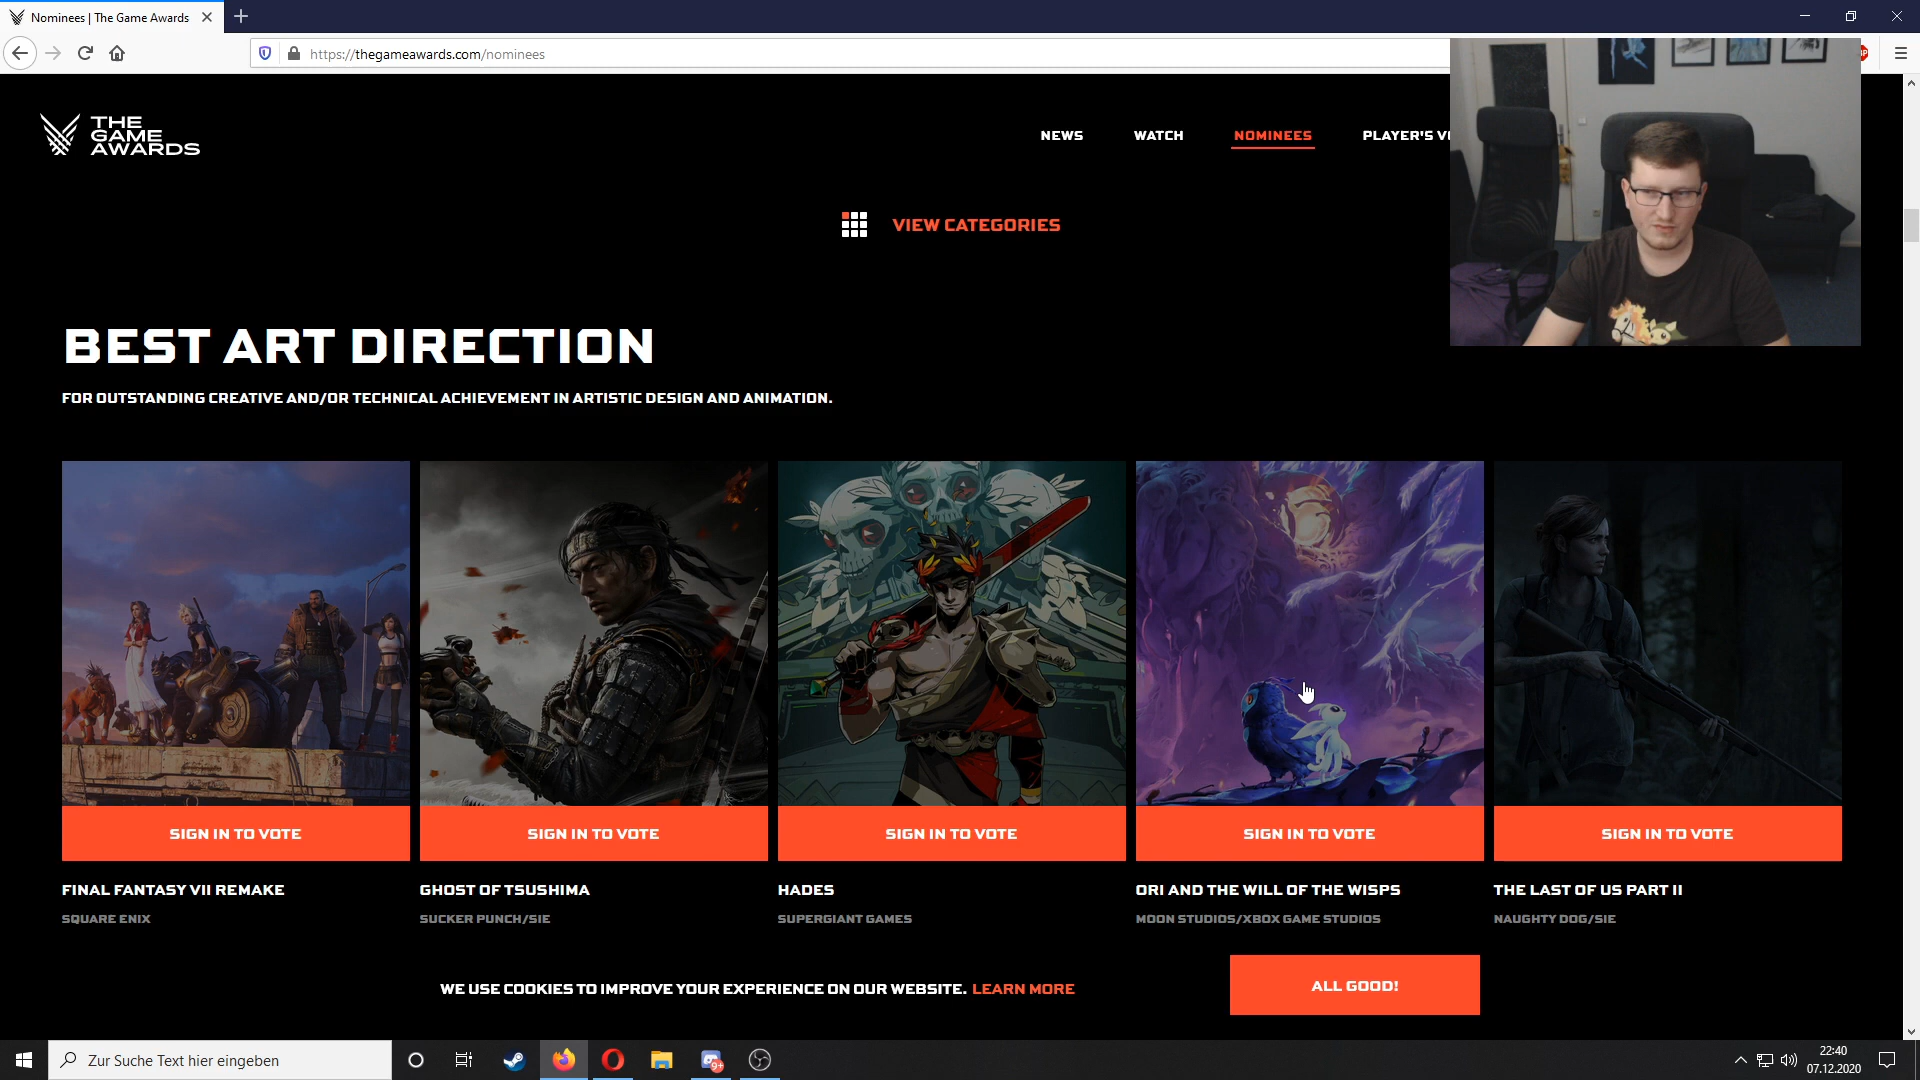 Nominees | The Game Awards
https://thegameawards.com/nominees
THE
GAME
AWARDS
NEWS
WATCH
NOMINEES
PLAYER'S
VIEW CATEGORIES
BEST ART DIRECTION
FOR OUTSTANDING CREATIVE AND/OR TECHNICAL ACHIEVEMENT IN ARTISTIC DESIGN AND ANIMATION.
SIGN IN TO VOTE
SIGN IN TO VOTE
SIGN IN TO VOTE
SIGN IN TO VOTE
SIGN IN TO VOTE
FINAL FANTASY VII REMAKE
GHOST OF TSUSHIMA
HADES
ORI AND THE WILL OF THE WISPS
THE LAST OF US PART II
SQUARE ENIX
SUCKER PUNCH/SIE
SUPERGIANT GAMES
MOON STUDIOS/XBOX GAME STUDIOS
NAUGHTY DOG/SIE
WE USE COOKIES TO IMPROVE YOUR EXPERIENCE ON OUR WEBSITE. LEARN MORE
ALL GOOD!
Zur Suche Text hier eingeben
9+
22:40
07.12.2020